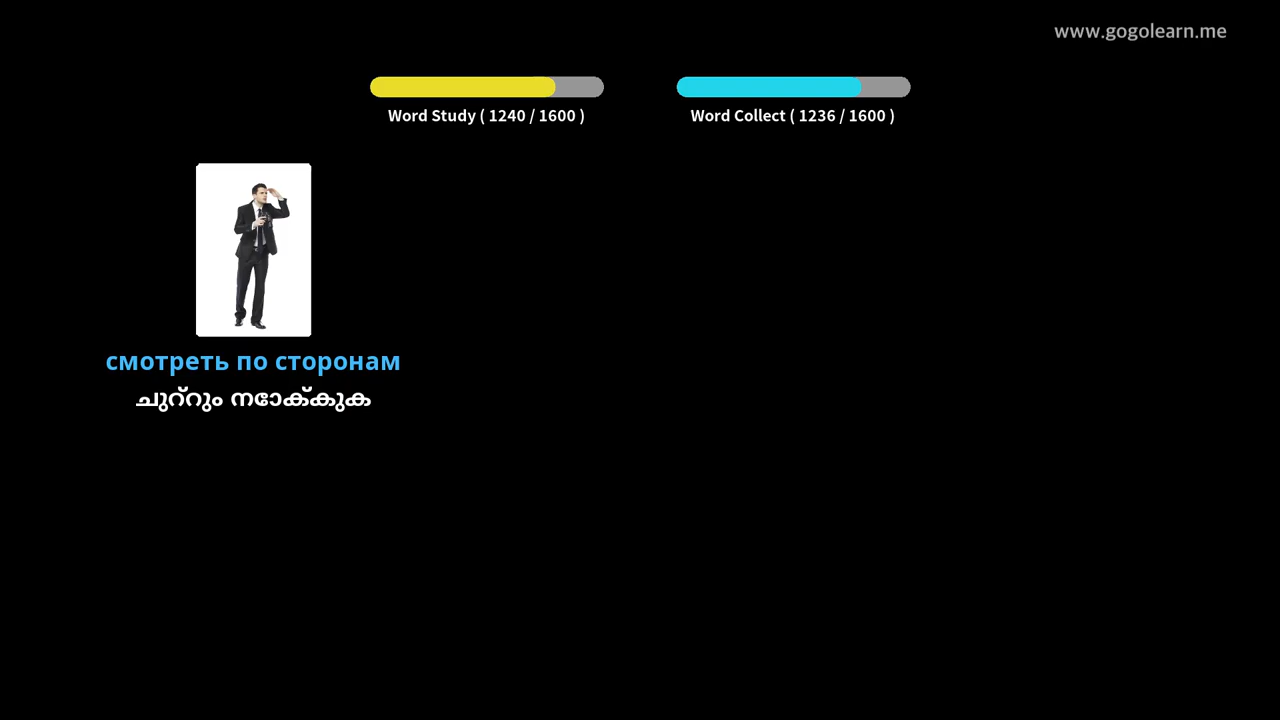 www.gogolearn.me
Word Study ( 1240 / 1600 )
Word Collect ( 1236 / 1600 )
смотреть по сторонам
ചുറ്റും നോക്കുക